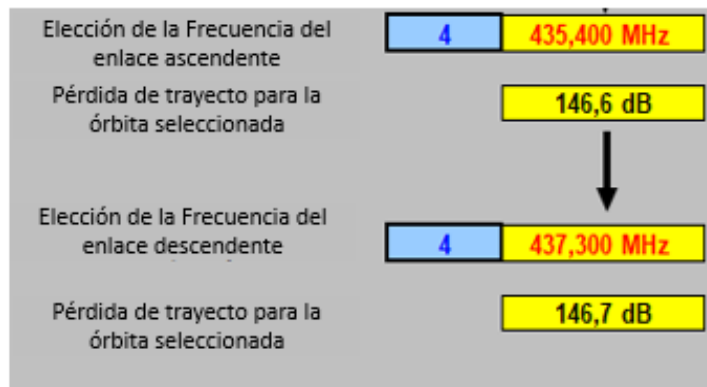 Elección de la Frecuencia del
enlace ascendente
4
435,400 MHz
Pérdida de trayecto para la
órbita seleccionada
146,6 dB
Elección de la Frecuencia del
enlace descendente
4
437,300 MHz
Pérdida de trayecto para la
órbita seleccionada
146,7 dB